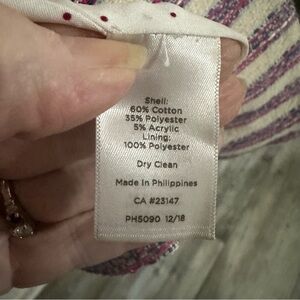 Shell:
60% Cotton
35% Polyester
5% Acrylic
Lining:
100% Polyester
Dry Clean
Made in Philippines
CA #23147
PH5090 12/18